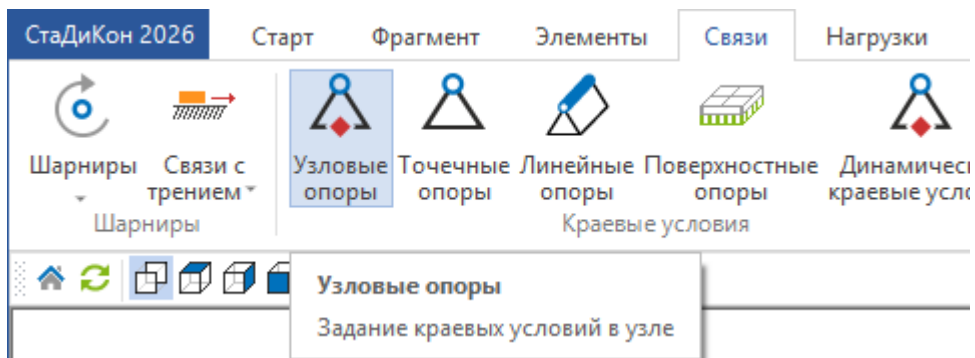 СтаДиКон 2026 Старт Фрагмент Элементы Связи Нагрузки
Шарниры Связи с Узловые Точечные Линейные Поверхностные
трением опоры опоры опоры опоры краевые
Шарниры Краевые условия
Узловые опоры
Задание краевых условий в узле